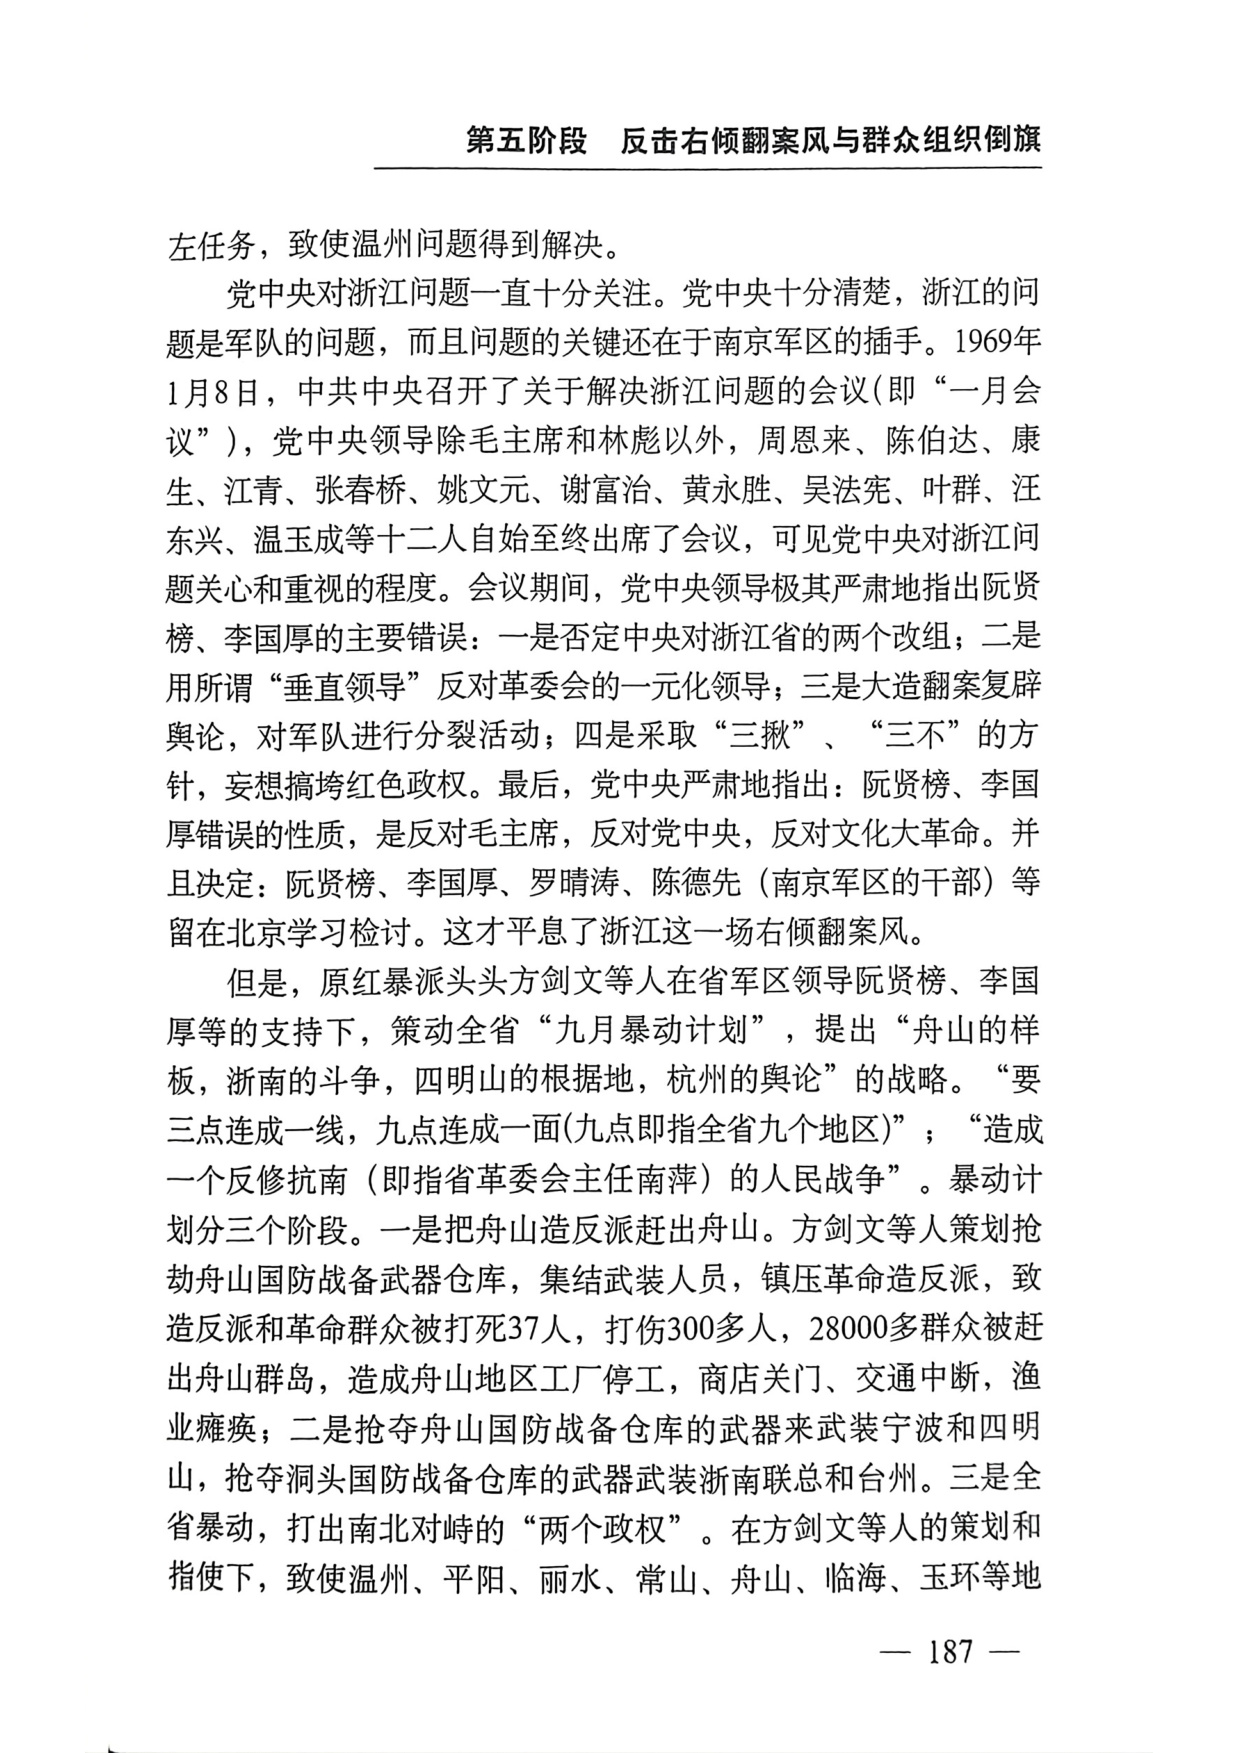 第五阶段　反击右倾翻案风与群众组织倒旗
左任务，致使温州问题得到解决。
党中央对浙江问题一直十分关注。党中央十分清楚，浙江的问
题是军队的问题，而且问题的关键还在于南京军区的插手。1969年
1月8日，中共中央召开了关于解决浙江问题的会议(即“一月会
议”)，党中央领导除毛主席和林彪以外，周恩来、陈伯达、康
生、江青、张春桥、姚文元、谢富治、黄永胜、吴法宪、叶群、汪
东兴、温玉成等十二人自始至终出席了会议，可见党中央对浙江问
题关心和重视的程度。会议期间，党中央领导极其严肃地指出阮贤
榜、李国厚的主要错误：一是否定中央对浙江省的两个改组；二是
用所谓“垂直领导”反对革委会的一元化领导；三是大造翻案复辟
舆论，对军队进行分裂活动；四是采取“三揪”、“三不”的方
针，妄想搞垮红色政权。最后，党中央严肃地指出：阮贤榜、李国
厚错误的性质，是反对毛主席，反对党中央，反对文化大革命。并
且决定：阮贤榜、李国厚、罗晴涛、陈德先（南京军区的干部）等
留在北京学习检讨。这才平息了浙江这一场右倾翻案风。
但是，原红暴派头头方剑文等人在省军区领导阮贤榜、李国
厚等的支持下，策动全省“九月暴动计划”，提出“舟山的样
板，浙南的斗争，四明山的根据地，杭州的舆论”的战略。“要
三点连成一线，九点连成一面(九点即指全省九个地区)”；“造成
一个反修抗南（即指省革委会主任南萍）的人民战争”。暴动计
划分三个阶段。一是把舟山造反派赶出舟山。方剑文等人策划抢
劫舟山国防战备武器仓库，集结武装人员，镇压革命造反派，致
造反派和革命群众被打死37人，打伤300多人，28000多群众被赶
出舟山群岛，造成舟山地区工厂停工，商店关门、交通中断，渔
业瘫痪；二是抢夺舟山国防战备仓库的武器来武装宁波和四明
山，抢夺洞头国防战备仓库的武器武装浙南联总和台州。三是全
省暴动，打出南北对峙的“两个政权”。在方剑文等人的策划和
指使下，致使温州、平阳、丽水、常山、舟山、临海、玉环等地
— 187 —